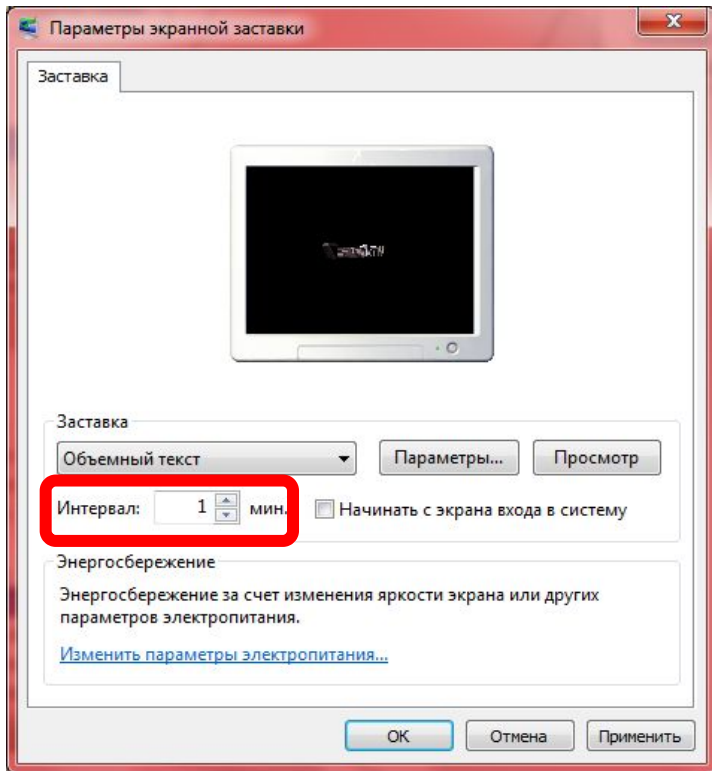 Параметры экранной заставки
Заставка
Заставка
Объемный текст
Параметры...
Просмотр
Интервал: 1 мин.
Начинать с экрана входа в систему
Энергосбережение
Энергосбережение за счет изменения яркости экрана или других
параметров электропитания.
Изменить параметры электропитания...
ОК
Отмена
Применить